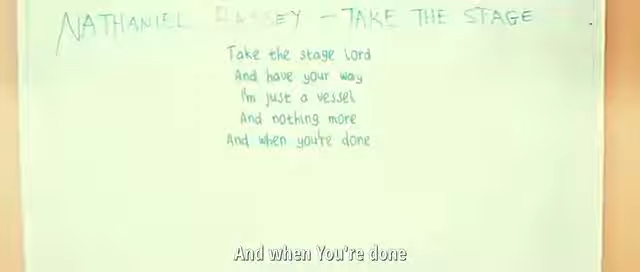 NATHANIEL BASSEY - TAKE THE STAGE
Take the stage Lord
And have your way
I'm just a vessel
And nothing more
And when you're done
And when You're done